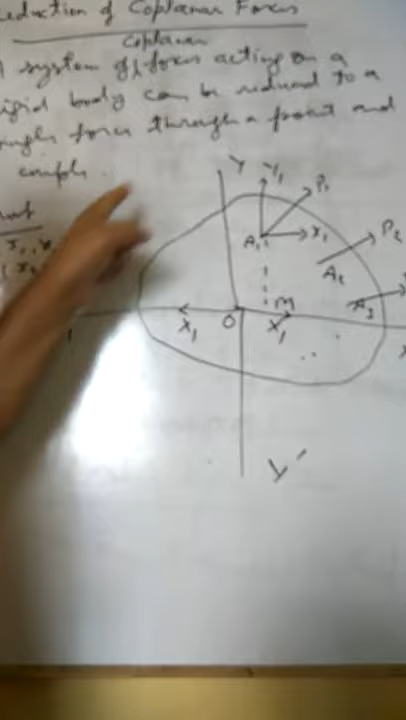 Reduction of Coplanar Forces
Coplanar
A system of forces acting on a
rigid body can be reduced to a
single force through a point and
couple.
Y Y₁ P₁
A₁ X₁ P₂
A₂
A₃
M
X₁ O X₁
Y'